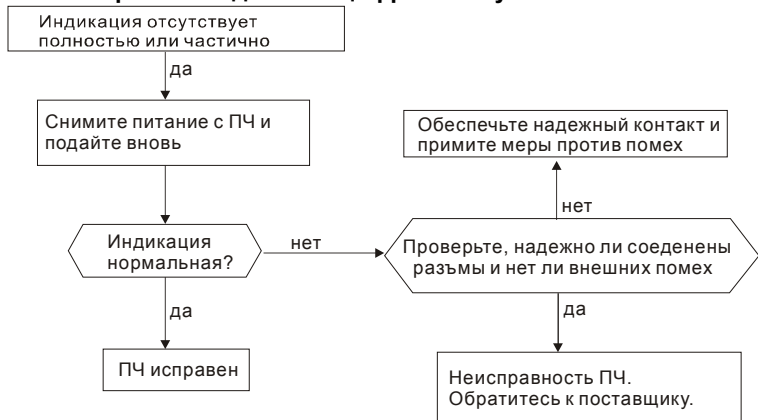 Индикация отсутствует
полностью или частично
да
Снимите питание с ПЧ и
подайте вновь
Обеспечьте надежный контакт и
примите меры против помех
нет
Индикация
нормальная?
нет
Проверьте, надежно ли соеденены
разъмы и нет ли внешних помех
да
да
ПЧ исправен
Неисправность ПЧ.
Обратитесь к поставщику.